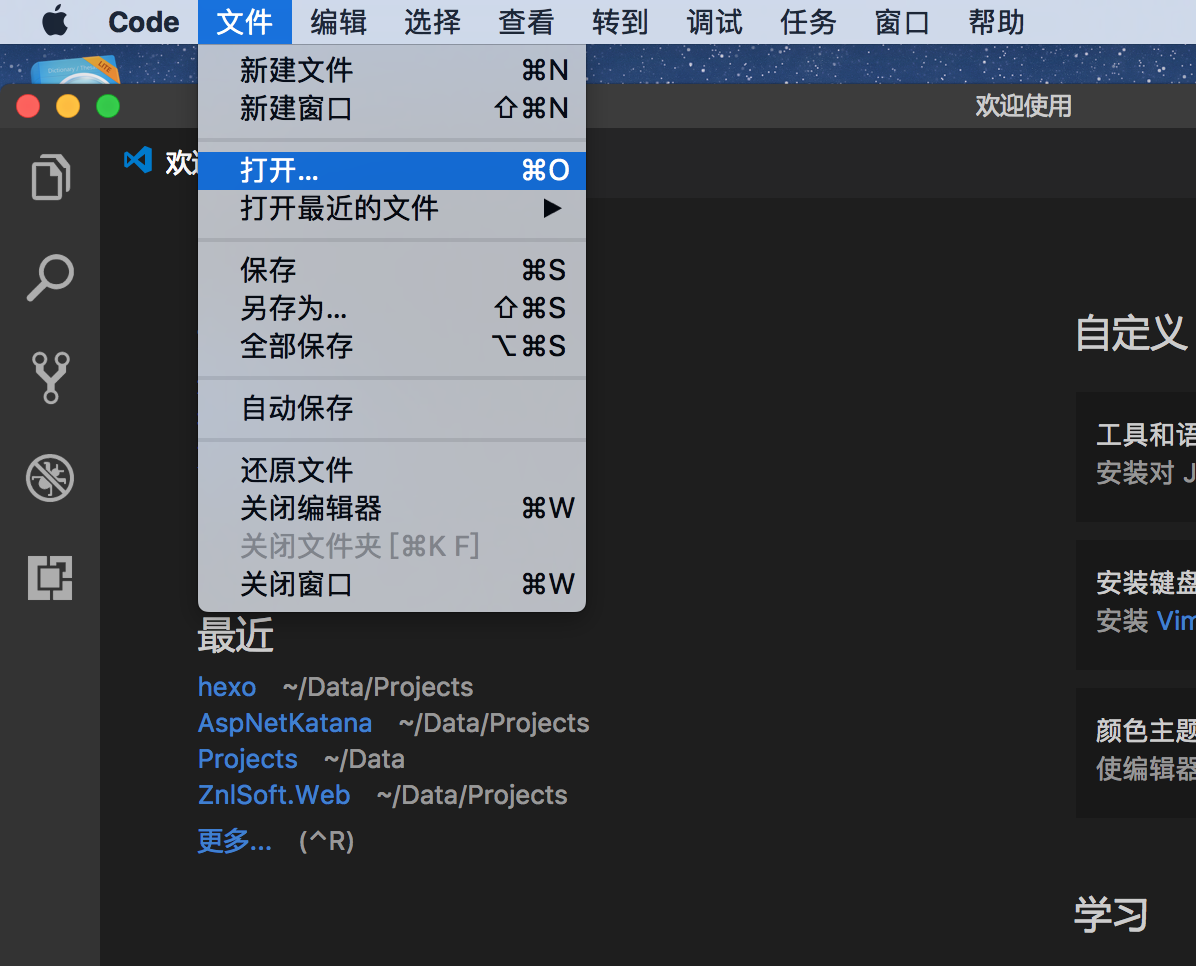 Code 文件 编辑 选择 查看 转到 调试 任务 窗口 帮助
LITE
欢迎使用
新建文件 ⌘N
新建窗口 ⇧⌘N
打开... ⌘O
打开最近的文件 ▶
保存 ⌘S
另存为... ⇧⌘S
全部保存 ⌥⌘S
自动保存
还原文件
关闭编辑器 ⌘W
关闭文件夹 [⌘K F]
关闭窗口 ⌘W
最近
hexo ~/Data/Projects
AspNetKatana ~/Data/Projects
Projects ~/Data
ZnlSoft.Web ~/Data/Projects
更多... (^R)
自定义
工具和语
安装对 J
安装键盘
安装 Vim
颜色主题
使编辑器
学习